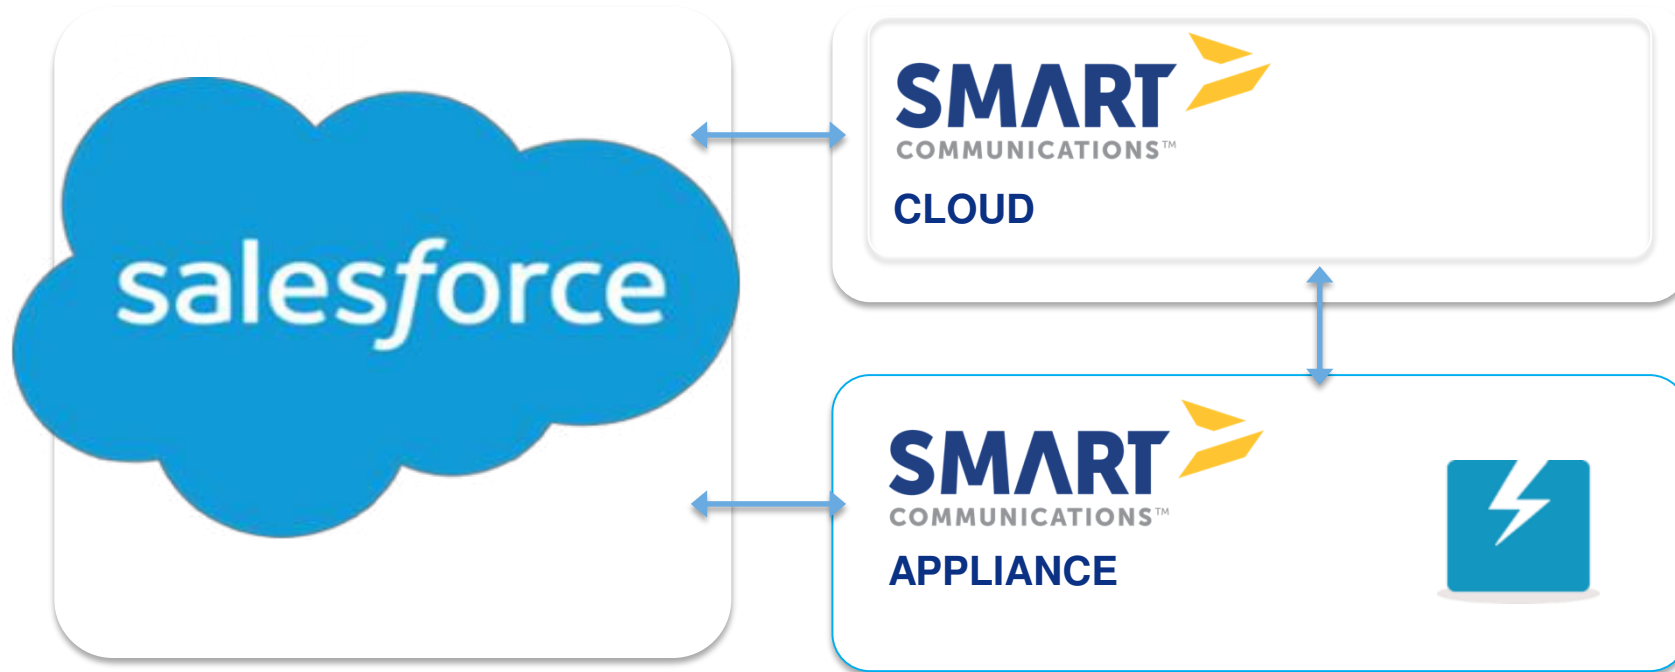 salesforce
SMART
COMMUNICATIONS™
CLOUD
SMART
COMMUNICATIONS™
APPLIANCE